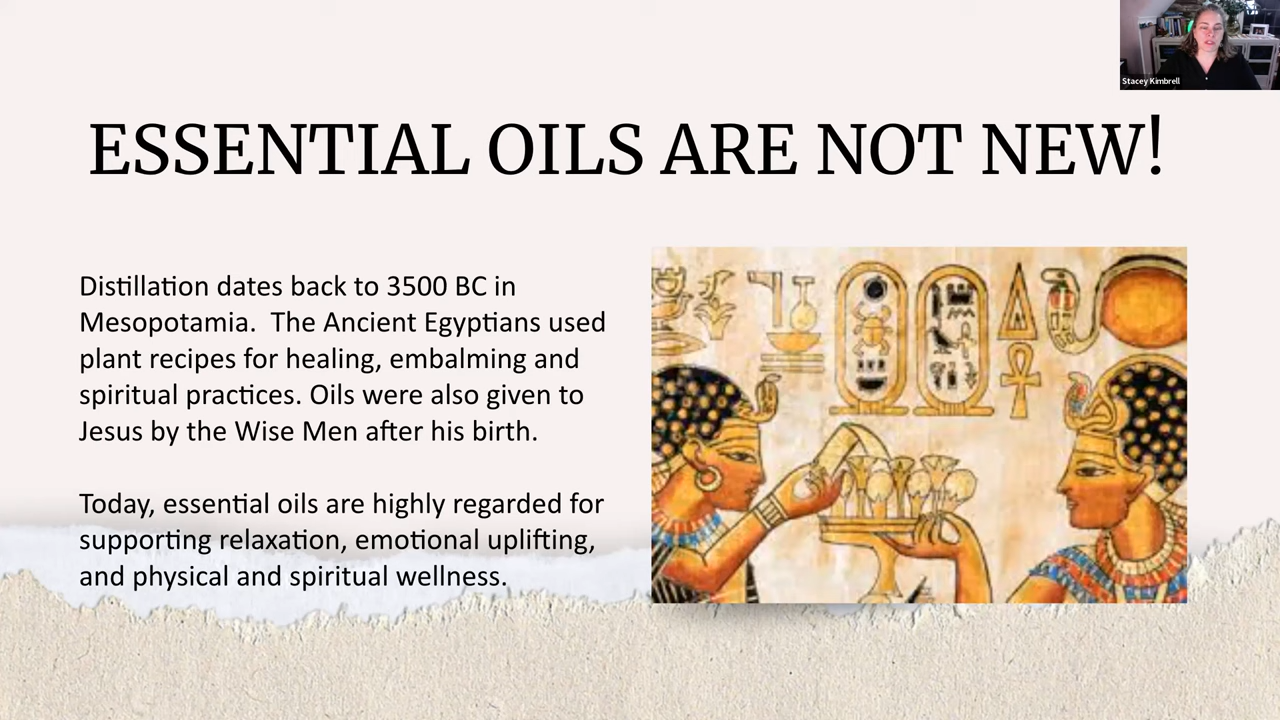 Stacey Kimbrell
ESSENTIAL OILS ARE NOT NEW!
Distillation dates back to 3500 BC in
Mesopotamia.  The Ancient Egyptians used
plant recipes for healing, embalming and
spiritual practices. Oils were also given to
Jesus by the Wise Men after his birth.
Today, essential oils are highly regarded for
supporting relaxation, emotional uplifting,
and physical and spiritual wellness.